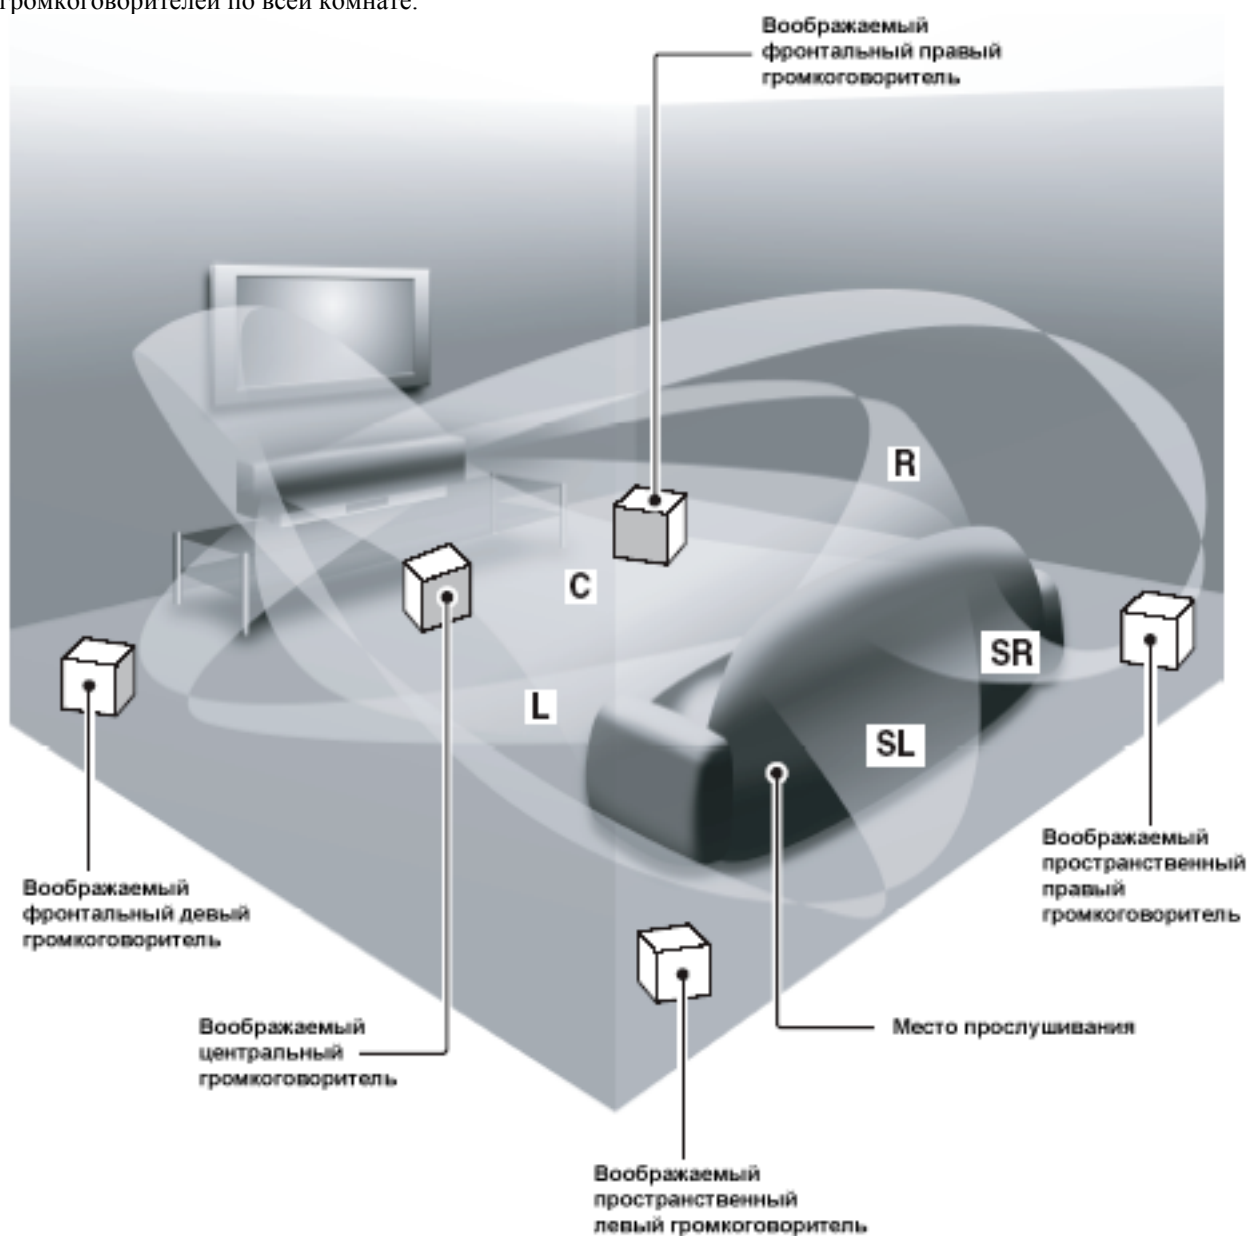 громкоговорителей по всей комнате.
Воображаемый
фронтальный правый
громкоговоритель
R
C
SR
L
SL
Воображаемый
пространственный
правый
громкоговоритель
Воображаемый
фронтальный девый
громкоговоритель
Воображаемый
центральный
громкоговоритель
Место прослушивания
Воображаемый
пространственный
левый громкоговоритель